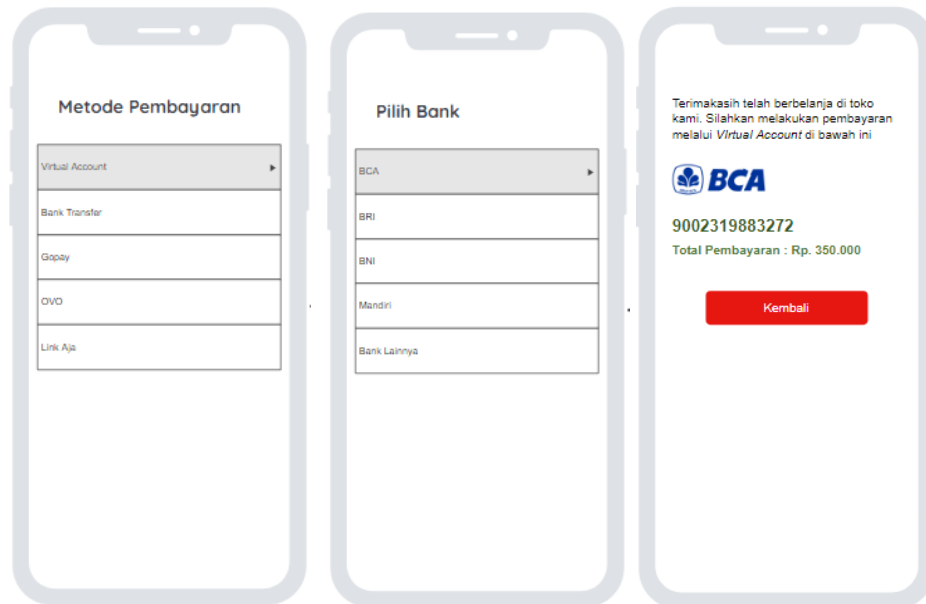 Metode Pembayaran
Virtual Account
Bank Transfer
Gopay
OVO
Link Aja
Pilih Bank
BCA
BRI
BNI
Mandiri
Bank Lainnya
Terimakasih telah berbelanja di toko
kami. Silahkan melakukan pembayaran
melalui Virtual Account di bawah ini
BCA
9002319883272
Total Pembayaran : Rp. 350.000
Kembali